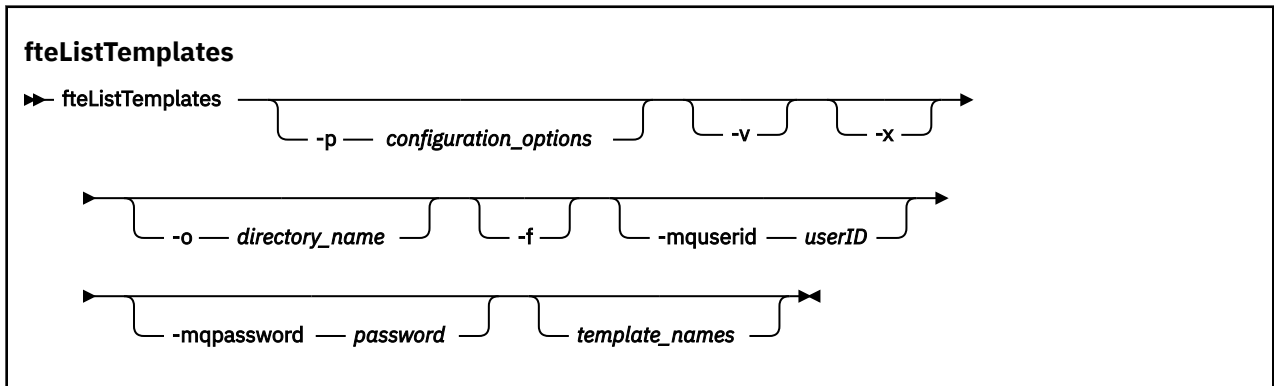 fteListTemplates
fteListTemplates
-p configuration_options -v -x
-o directory_name -f -mquserid userID
-mqpassword password template_names